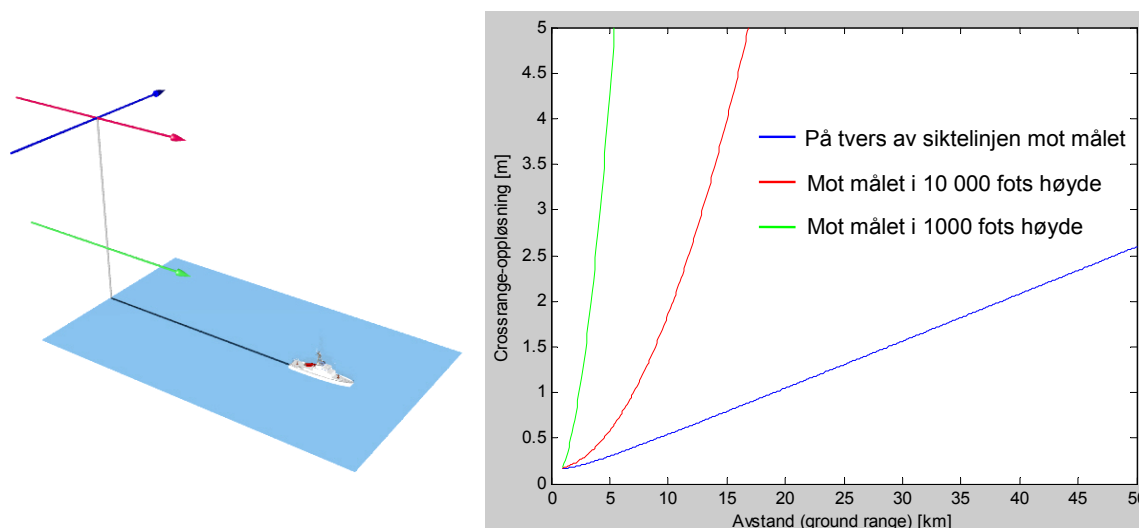 5
4.5
4
3.5
3
2.5
2
1.5
1
0.5
0
Crossrange-oppløsning [m]
På tvers av siktelinjen mot målet
Mot målet i 10 000 fots høyde
Mot målet i 1000 fots høyde
0 5 10 15 20 25 30 35 40 45 50
Avstand (ground range) [km]